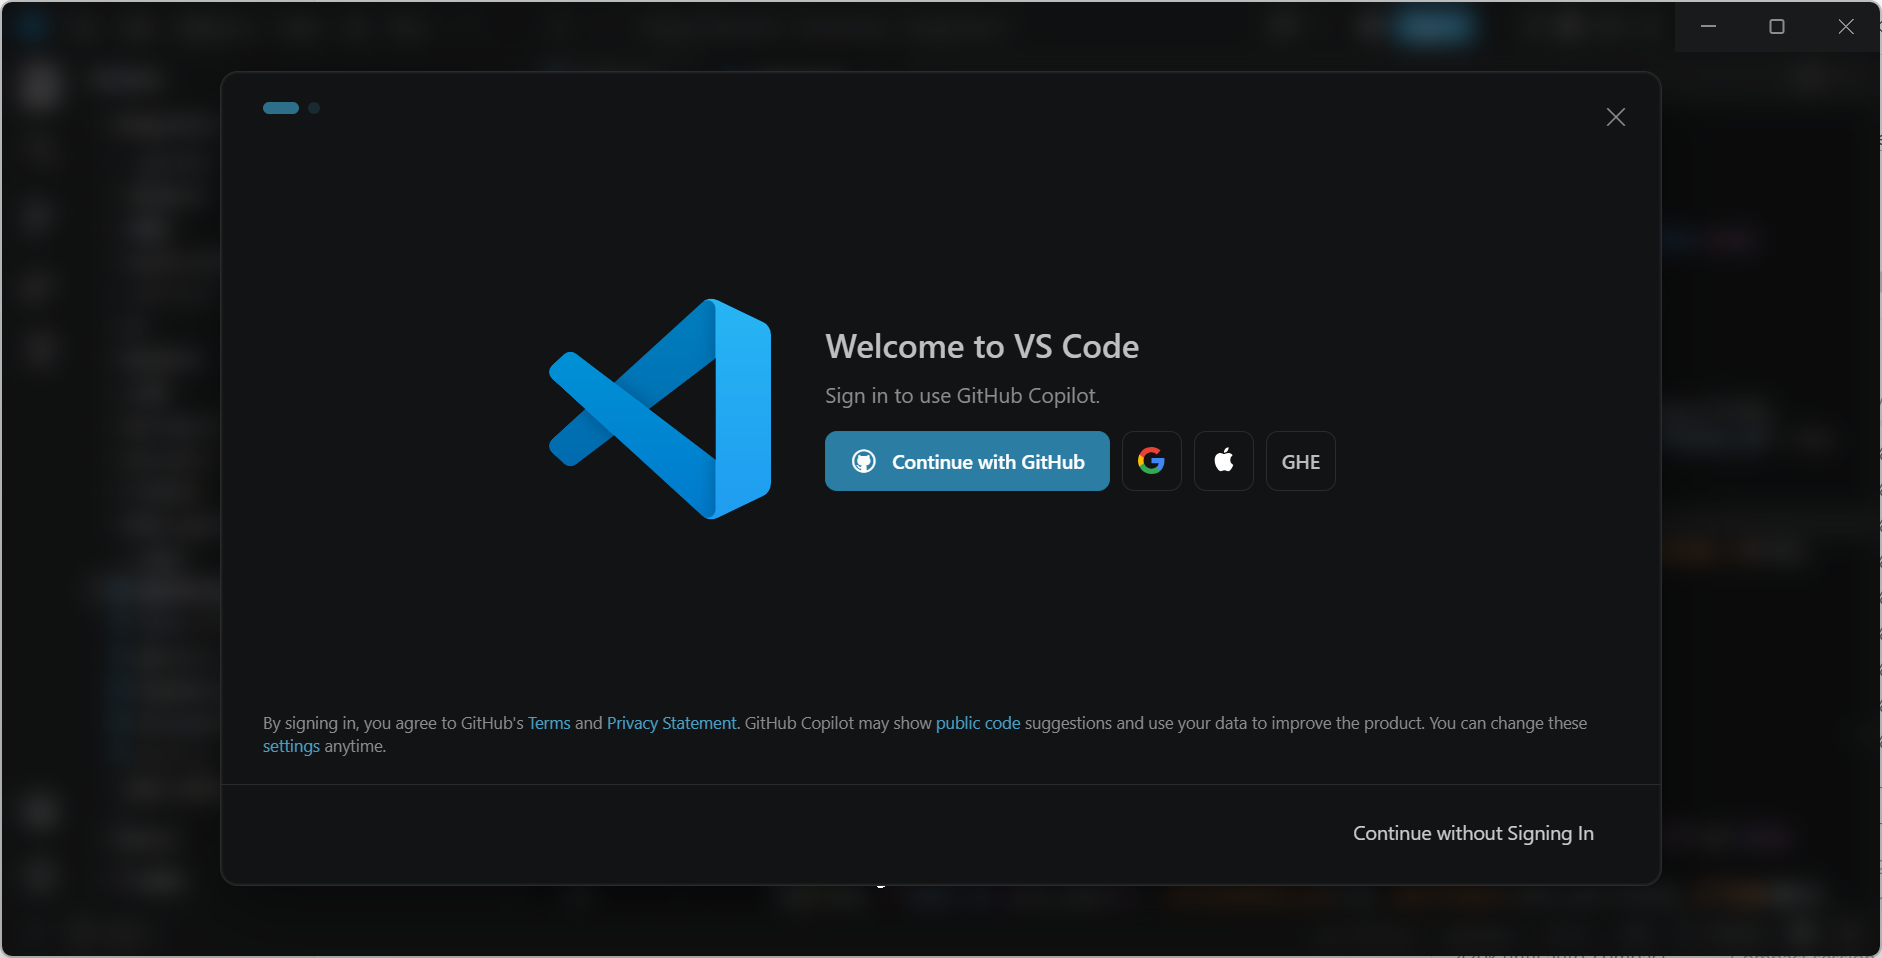 Welcome to VS Code
Sign in to use GitHub Copilot.
Continue with GitHub
GHE
By signing in, you agree to GitHub's Terms and Privacy Statement. GitHub Copilot may show public code suggestions and use your data to improve the product. You can change these
settings anytime.
Continue without Signing In